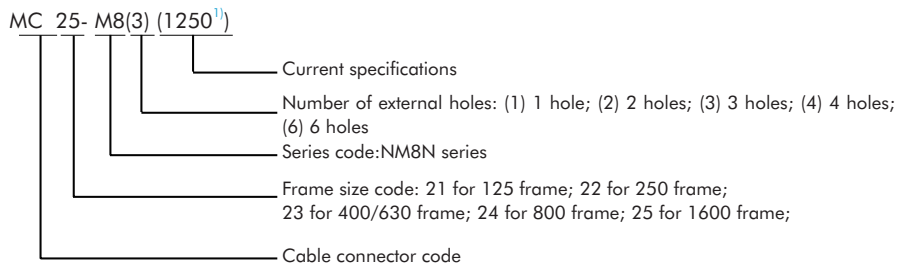 MC 25- M8(3) (1250¹⁾)
Current specifications
Number of external holes: (1) 1 hole; (2) 2 holes; (3) 3 holes; (4) 4 holes;
(6) 6 holes
Series code:NM8N series
Frame size code: 21 for 125 frame; 22 for 250 frame;
23 for 400/630 frame; 24 for 800 frame; 25 for 1600 frame;
Cable connector code